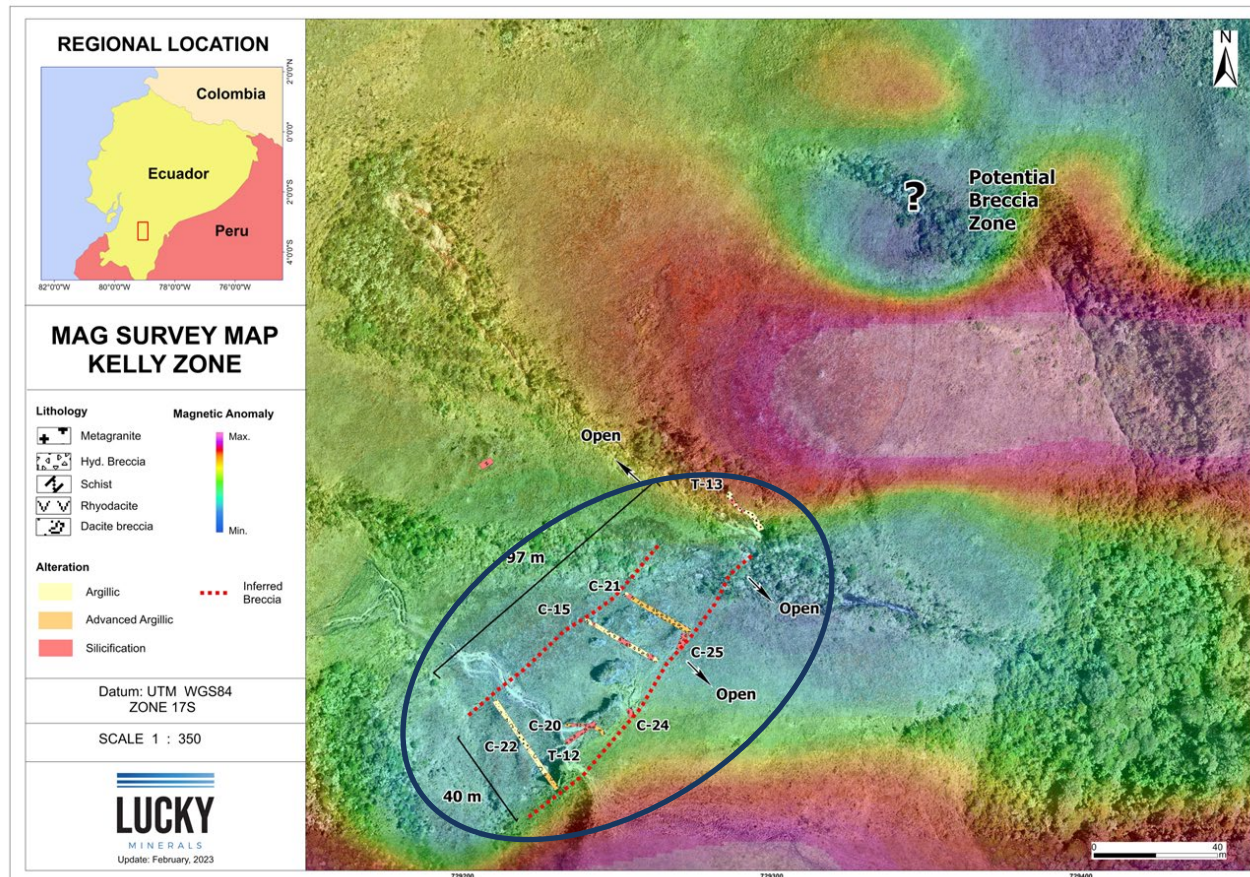 REGIONAL LOCATION
Colombia
Ecuador
Peru
2°0'0"N
0°0'0"
2°0'0"S
4°0'0"S
82°0'0"W
80°0'0"W
78°0'0"W
76°0'0"W
MAG SURVEY MAP
KELLY ZONE
Lithology
Metagranite
Hyd. Breccia
Schist
Rhyodacite
Dacite breccia
Magnetic Anomaly
Max.
Min.
Alteration
Argillic
Advanced Argillic
Silicification
Inferred
Breccia
Datum: UTM WGS84
ZONE 17S
SCALE 1 : 350
LUCKY
MINERALS
Update: February, 2023
N
?
Potential
Breccia
Zone
Open
T-13
97 m
C-21
C-15
Open
C-25
Open
C-20
C-24
C-22
T-12
40 m
0
40
m
729200
729300
729400